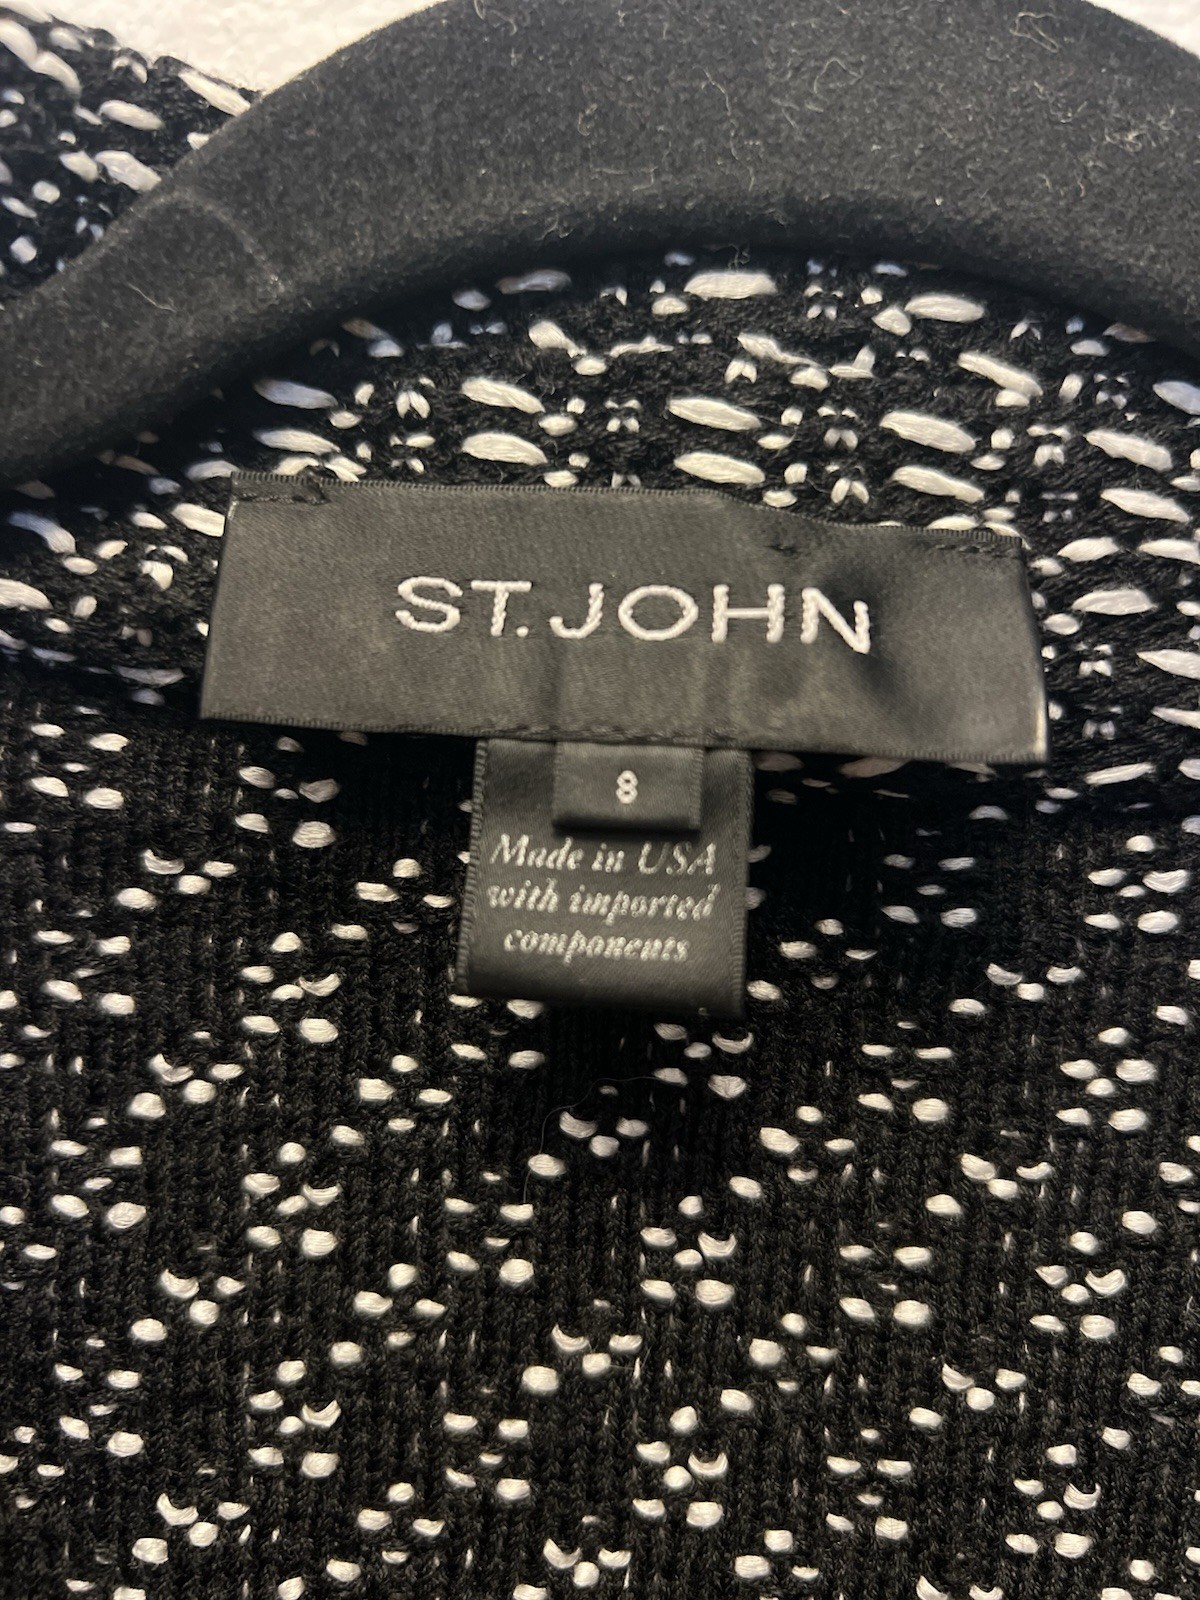 ST. JOHN
8
Made in USA
with imported
components